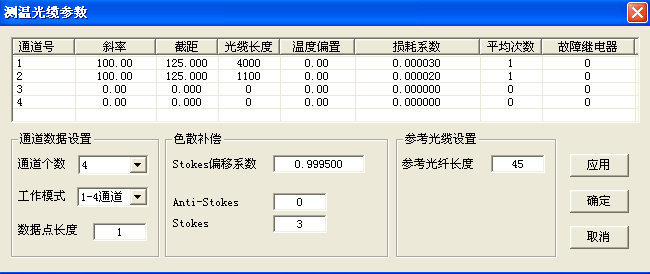 测温光缆参数
通道号 斜率 截距 光缆长度 温度偏置 损耗系数 平均次数 故障继电器
1 100.00 125.000 4000 0.00 0.000030 1 0
2 100.00 125.000 1100 0.00 0.000020 1 0
3 0.00 0.000 0 0.00 0.000000 0 0
4 0.00 0.000 0 0.00 0.000000 0 0
通道数据设置 色散补偿 参考光缆设置
通道个数 4 Stokes偏移系数 0.999500 参考光纤长度 45 应用
工作模式 1-4通道 Anti-Stokes 0 确定
数据点长度 1 Stokes 3 取消